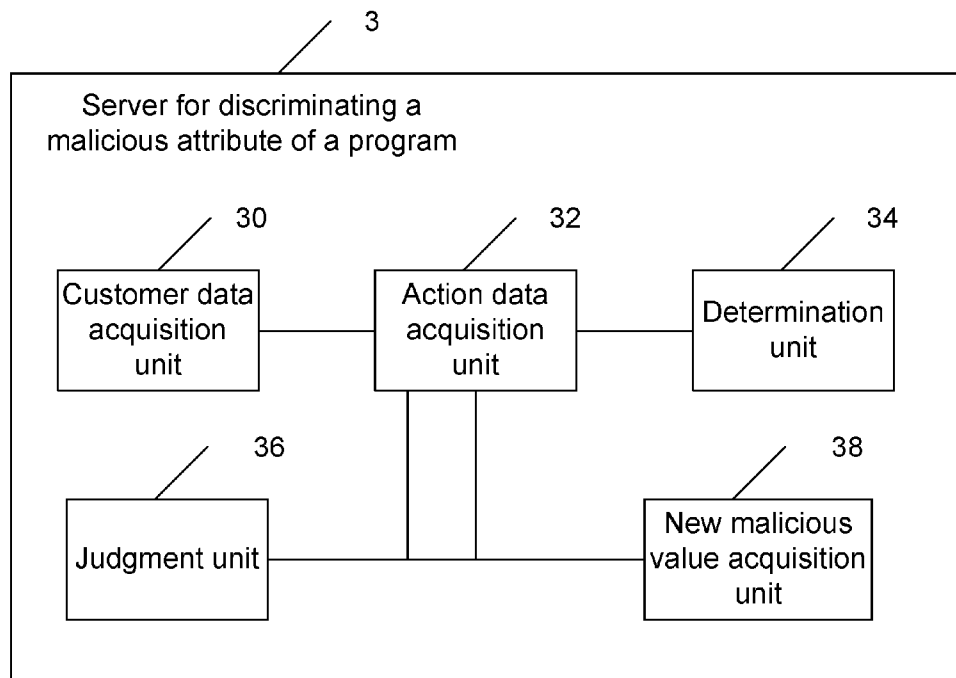 3
Server for discriminating a
malicious attribute of a program
30
32
34
Customer data
acquisition
unit
Action data
acquisition
unit
Determination
unit
36
38
Judgment unit
New malicious
value acquisition
unit